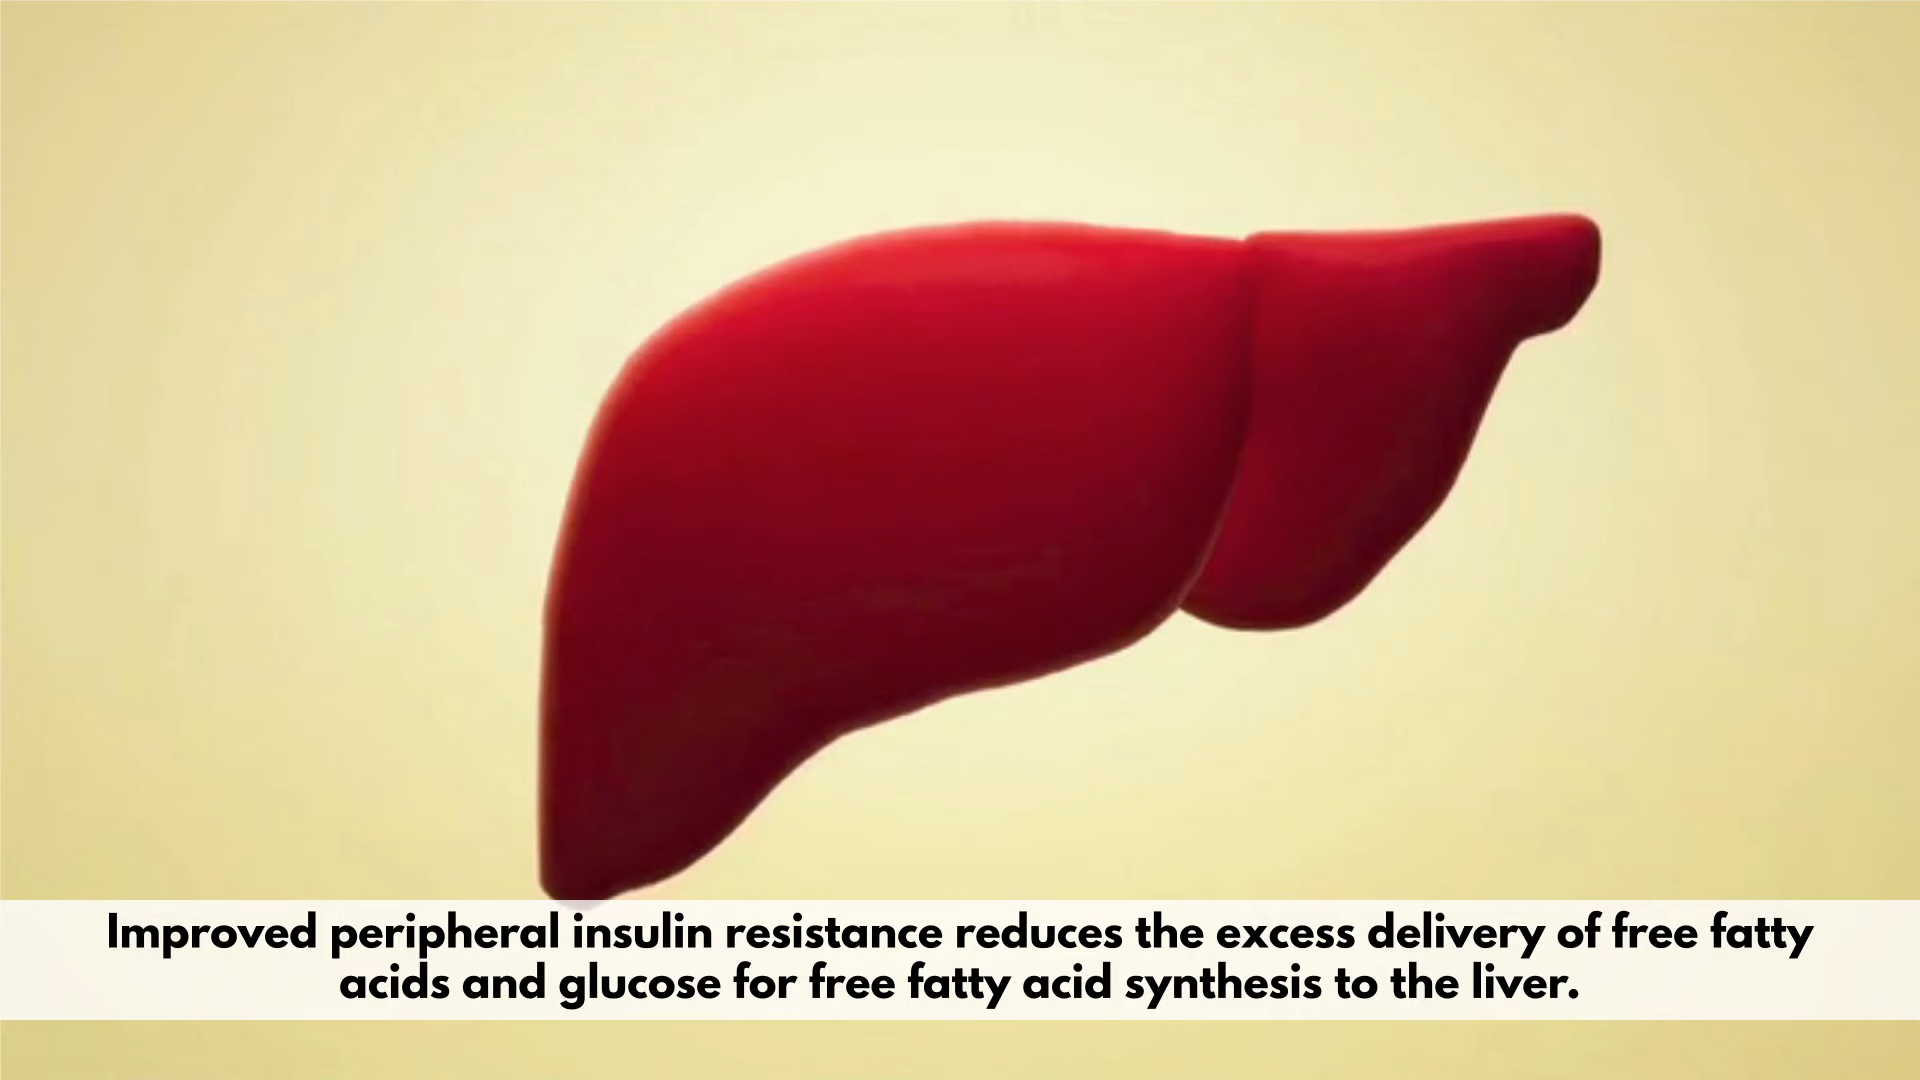 Improved peripheral insulin resistance reduces the excess delivery of free fatty
acids and glucose for free fatty acid synthesis to the liver.